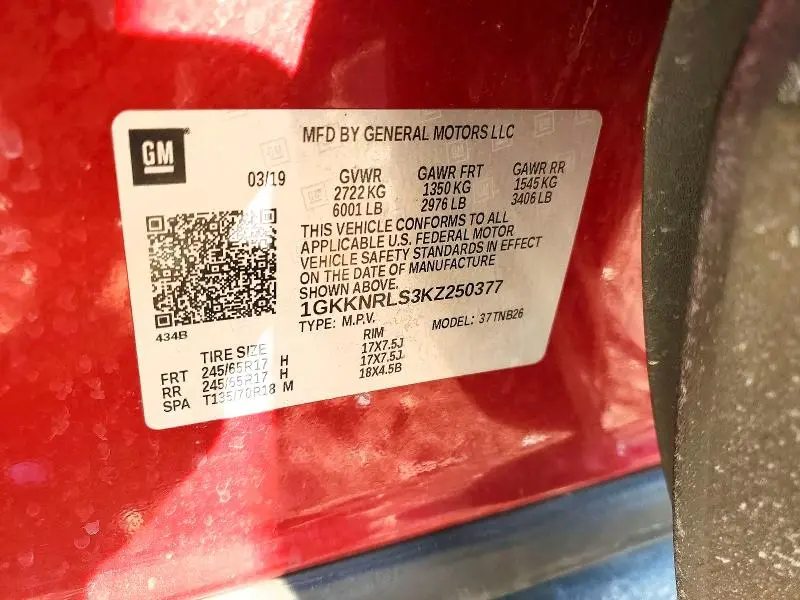 GM
MFD BY GENERAL MOTORS LLC
03/19
GVWR GAWR FRT GAWR RR
2722 KG 1350 KG 1545 KG
6001 LB 2976 LB 3406 LB
THIS VEHICLE CONFORMS TO ALL
APPLICABLE U.S. FEDERAL MOTOR
VEHICLE SAFETY STANDARDS IN EFFECT
ON THE DATE OF MANUFACTURE
SHOWN ABOVE.
1GKKNRLS3KZ250377
TYPE: M.P.V. MODEL: 37TNB26
434B
TIRE SIZE RIM
FRT 245/65R17 H 17X7.5J
RR 245/65R17 H 17X7.5J
SPA T135/70R18 M 18X4.5B